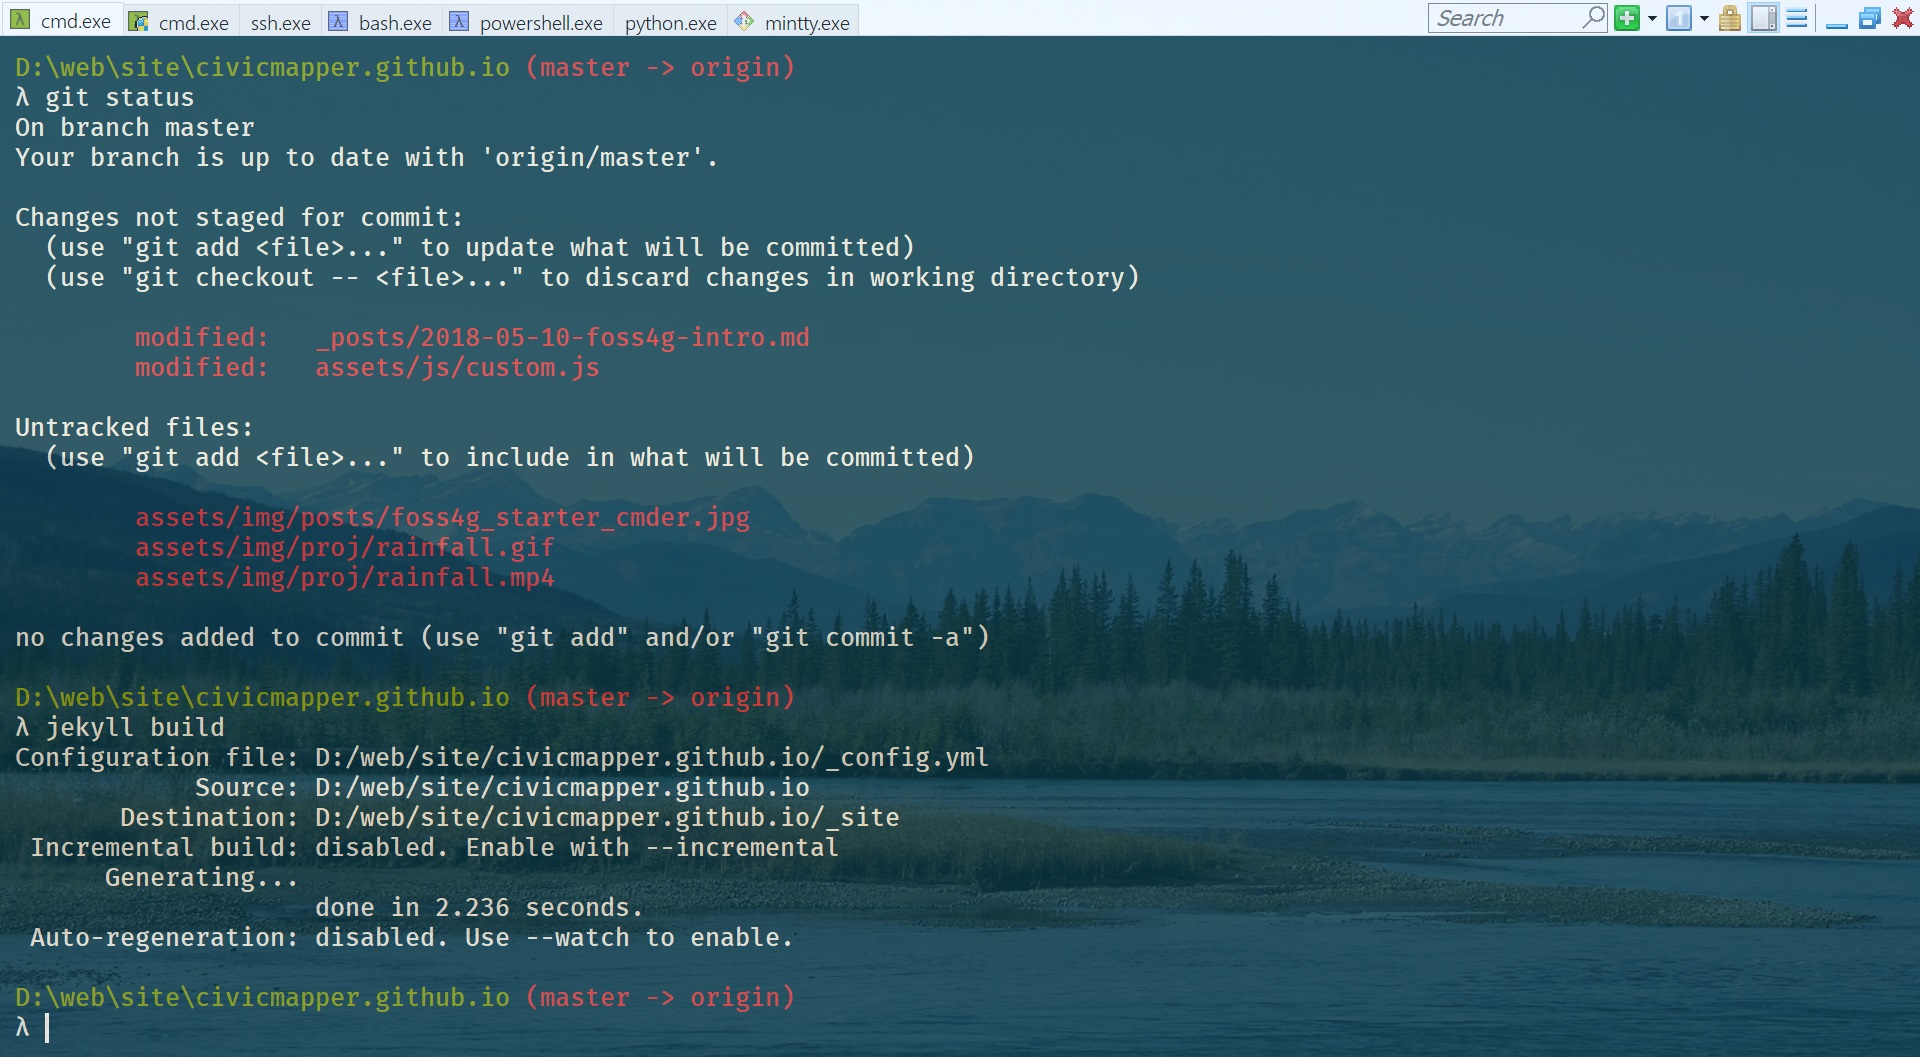 cmd.exe cmd.exe ssh.exe bash.exe powershell.exe python.exe mintty.exe Search 1
D:\web\site\civicmapper.github.io (master -> origin)
λ git status
On branch master
Your branch is up to date with 'origin/master'.
Changes not staged for commit:
(use "git add <file>..." to update what will be committed)
(use "git checkout -- <file>..." to discard changes in working directory)
modified: _posts/2018-05-10-foss4g-intro.md
modified: assets/js/custom.js
Untracked files:
(use "git add <file>..." to include in what will be committed)
assets/img/posts/foss4g_starter_cmder.jpg
assets/img/proj/rainfall.gif
assets/img/proj/rainfall.mp4
no changes added to commit (use "git add" and/or "git commit -a")
D:\web\site\civicmapper.github.io (master -> origin)
λ jekyll build
Configuration file: D:/web/site/civicmapper.github.io/_config.yml
Source: D:/web/site/civicmapper.github.io
Destination: D:/web/site/civicmapper.github.io/_site
Incremental build: disabled. Enable with --incremental
Generating...
done in 2.236 seconds.
Auto-regeneration: disabled. Use --watch to enable.
D:\web\site\civicmapper.github.io (master -> origin)
λ